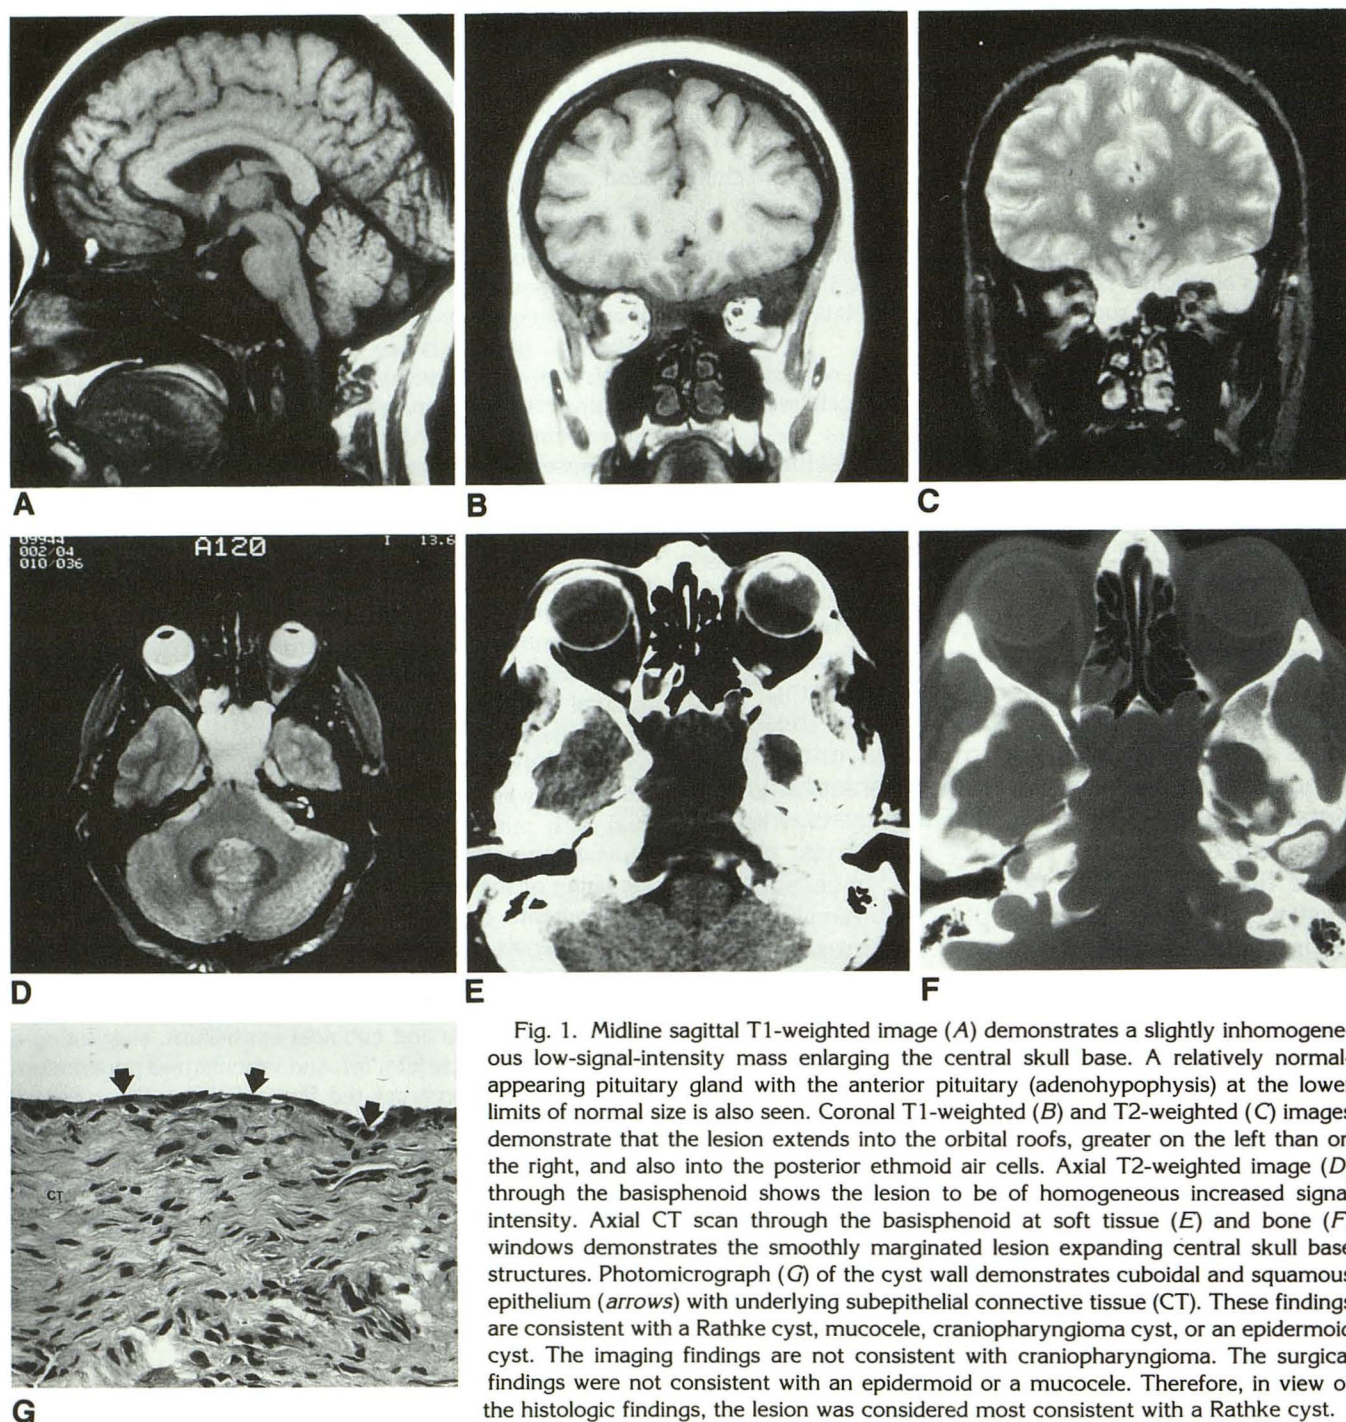 A
B
C
09944
002/04
010/036
A120
I 13.6
D
E
F
CT
G
Fig. 1. Midline sagittal T1-weighted image (A) demonstrates a slightly inhomogene-
ous low-signal-intensity mass enlarging the central skull base. A relatively normal-
appearing pituitary gland with the anterior pituitary (adenohypophysis) at the lowe
limits of normal size is also seen. Coronal T1-weighted (B) and T2-weighted (C) images
demonstrate that the lesion extends into the orbital roofs, greater on the left than or
the right, and also into the posterior ethmoid air cells. Axial T2-weighted image (D
through the basisphenoid shows the lesion to be of homogeneous increased signa
intensity. Axial CT scan through the basisphenoid at soft tissue (E) and bone (F
windows demonstrates the smoothly marginated lesion expanding central skull base
structures. Photomicrograph (G) of the cyst wall demonstrates cuboidal and squamous
epithelium (arrows) with underlying subepithelial connective tissue (CT). These findings
are consistent with a Rathke cyst, mucocele, craniopharyngioma cyst, or an epidermoid
cyst. The imaging findings are not consistent with craniopharyngioma. The surgica
findings were not consistent with an epidermoid or a mucocele. Therefore, in view o
the histologic findings, the lesion was considered most consistent with a Rathke cyst.